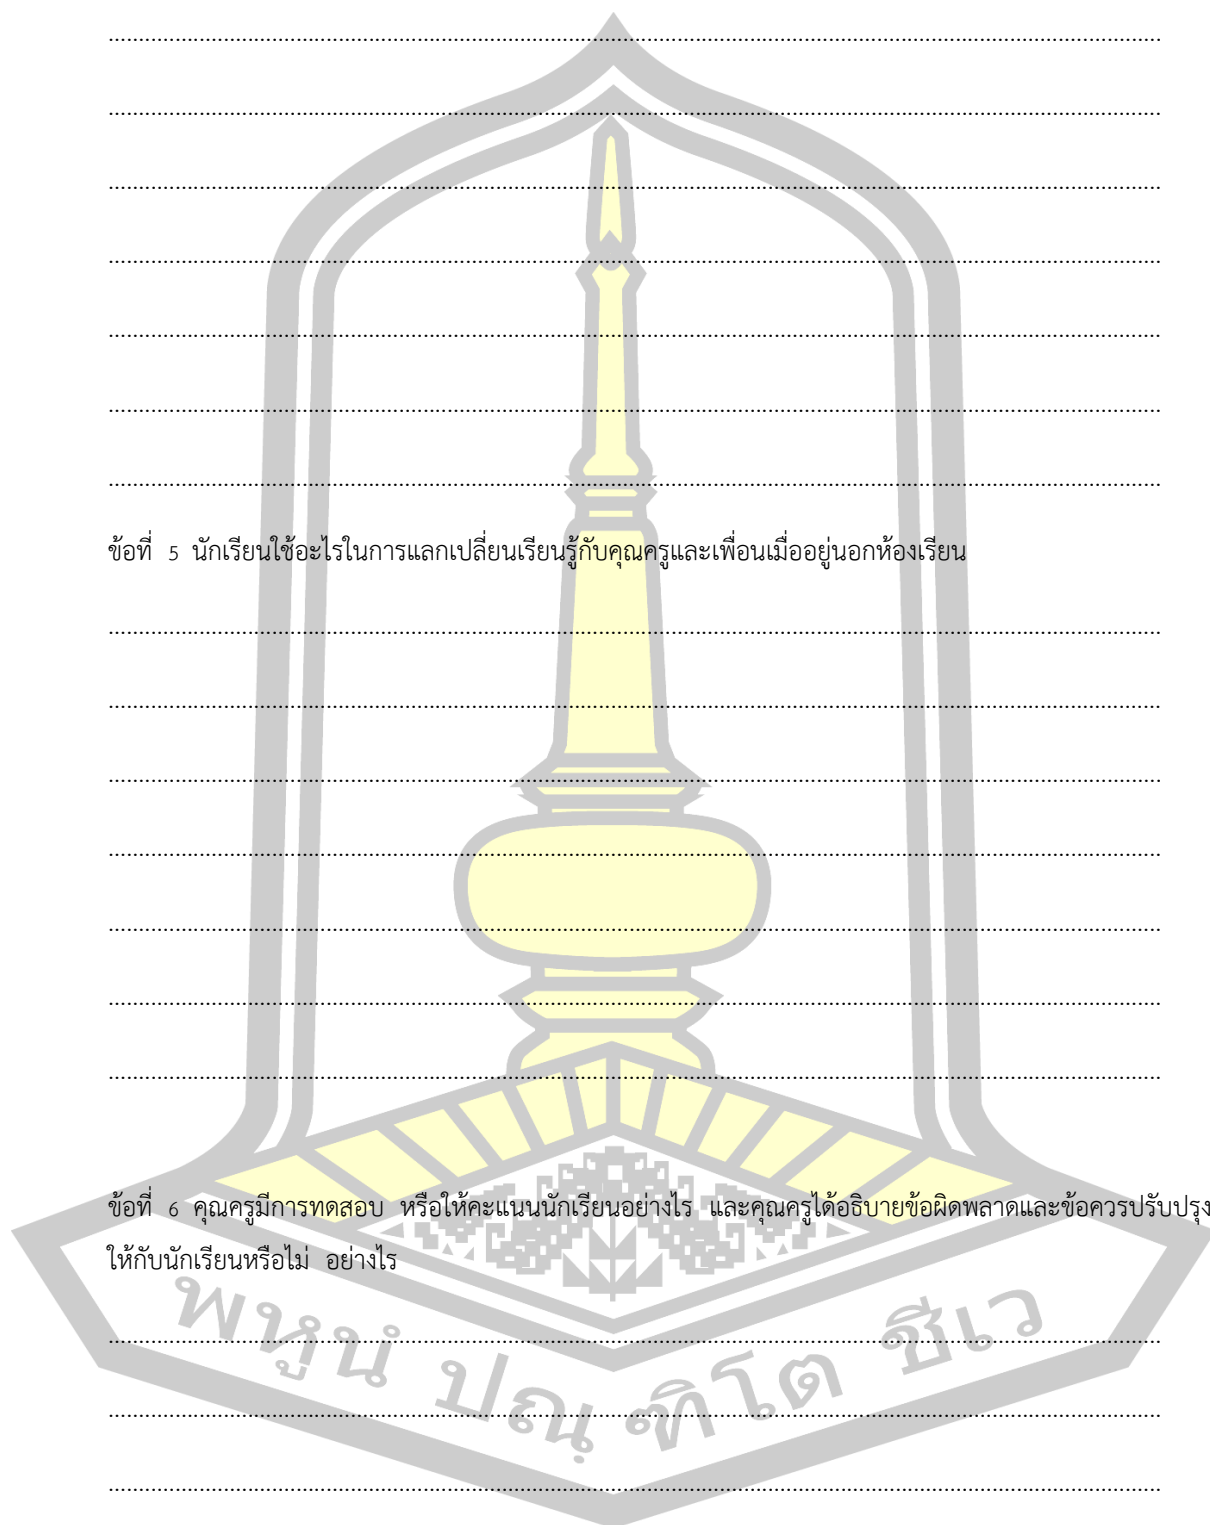 ข้อที่ 5 นักเรียนใช้อะไรในการแลกเปลี่ยนเรียนรู้กับคุณครูและเพื่อนเมื่ออยู่นอกห้องเรียน
ข้อที่ 6 คุณครูมีการทดสอบ หรือให้คะแนนนักเรียนอย่างไร และคุณครูได้อธิบายข้อผิดพลาดและข้อควรปรับปรุง
ให้กับนักเรียนหรือไม่ อย่างไร
พหูนํ ปณฺ ฑิโต ชีเว